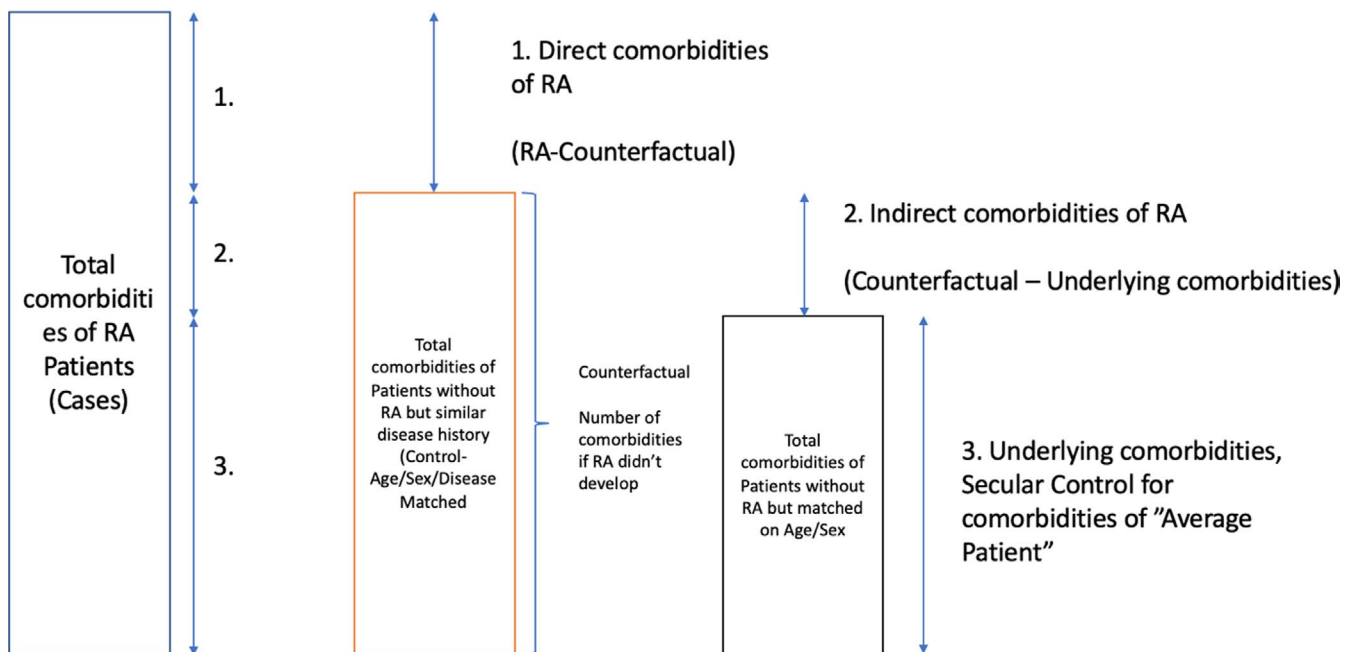 Total
comorbiditi
es of RA
Patients
(Cases)
1.
2.
3.
1. Direct comorbidities
of RA
(RA-Counterfactual)
Total
comorbidities of
Patients without
RA but similar
disease history
(Control-
Age/Sex/Disease
Matched
Counterfactual
Number of
comorbidities
if RA didn’t
develop
2. Indirect comorbidities of RA
(Counterfactual – Underlying comorbidities)
Total
comorbidities of
Patients without
RA but matched
on Age/Sex
3. Underlying comorbidities,
Secular Control for
comorbidities of ”Average
Patient”